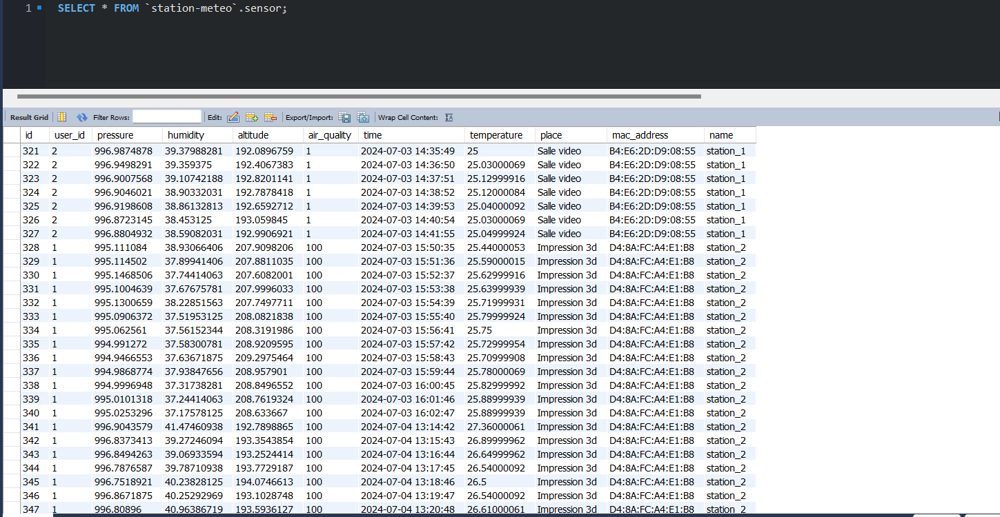 1 SELECT * FROM `station-meteo`.sensor;
Result Grid Filter Rows: Edit: Export/Import: Wrap Cell Content: IA
id user_id pressure humidity altitude air_quality time temperature place mac_address name
321 2 996.9874878 39.37988281 192.0896759 1 2024-07-03 14:35:49 25 Salle video B4:E6:2D:D9:08:55 station_1
322 2 996.9498291 39.359375 192.4067383 1 2024-07-03 14:36:50 25.03000069 Salle video B4:E6:2D:D9:08:55 station_1
323 2 996.9007568 39.10742188 192.8201141 1 2024-07-03 14:37:51 25.12999916 Salle video B4:E6:2D:D9:08:55 station_1
324 2 996.9046021 38.90332031 192.7878418 1 2024-07-03 14:38:52 25.12000084 Salle video B4:E6:2D:D9:08:55 station_1
325 2 996.9198608 38.86132813 192.6592712 1 2024-07-03 14:39:53 25.04000092 Salle video B4:E6:2D:D9:08:55 station_1
326 2 996.8723145 38.453125 193.059845 1 2024-07-03 14:40:54 25.03000069 Salle video B4:E6:2D:D9:08:55 station_1
327 2 996.8804932 38.59082031 192.9906921 1 2024-07-03 14:41:55 25.04999924 Salle video B4:E6:2D:D9:08:55 station_1
328 1 995.111084 38.93066406 207.9098206 100 2024-07-03 15:50:35 25.44000053 Impression 3d D4:8A:FC:A4:E1:B8 station_2
329 1 995.114502 37.89941406 207.8811035 100 2024-07-03 15:51:36 25.59000015 Impression 3d D4:8A:FC:A4:E1:B8 station_2
330 1 995.1468506 37.74414063 207.6082001 100 2024-07-03 15:52:37 25.62999916 Impression 3d D4:8A:FC:A4:E1:B8 station_2
331 1 995.1004639 37.67675781 207.9996033 100 2024-07-03 15:53:38 25.63999939 Impression 3d D4:8A:FC:A4:E1:B8 station_2
332 1 995.1300659 38.22851563 207.7497711 100 2024-07-03 15:54:39 25.71999931 Impression 3d D4:8A:FC:A4:E1:B8 station_2
333 1 995.0906372 37.51953125 208.0821838 100 2024-07-03 15:55:40 25.79999924 Impression 3d D4:8A:FC:A4:E1:B8 station_2
334 1 995.062561 37.56152344 208.3191986 100 2024-07-03 15:56:41 25.75 Impression 3d D4:8A:FC:A4:E1:B8 station_2
335 1 994.991272 37.58300781 208.9209595 100 2024-07-03 15:57:42 25.72999954 Impression 3d D4:8A:FC:A4:E1:B8 station_2
336 1 994.9466553 37.63671875 209.2975464 100 2024-07-03 15:58:43 25.70999908 Impression 3d D4:8A:FC:A4:E1:B8 station_2
337 1 994.9868774 37.93847656 208.957901 100 2024-07-03 15:59:44 25.78000069 Impression 3d D4:8A:FC:A4:E1:B8 station_2
338 1 994.9996948 37.31738281 208.8496552 100 2024-07-03 16:00:45 25.82999992 Impression 3d D4:8A:FC:A4:E1:B8 station_2
339 1 995.0101318 37.24414063 208.7619324 100 2024-07-03 16:01:46 25.88999939 Impression 3d D4:8A:FC:A4:E1:B8 station_2
340 1 995.0253296 37.17578125 208.633667 100 2024-07-03 16:02:47 25.88999939 Impression 3d D4:8A:FC:A4:E1:B8 station_2
341 1 996.9043579 41.47460938 192.7898865 100 2024-07-04 13:14:42 27.36000061 Impression 3d D4:8A:FC:A4:E1:B8 station_2
342 1 996.8373413 39.27246094 193.3543854 100 2024-07-04 13:15:43 26.89999962 Impression 3d D4:8A:FC:A4:E1:B8 station_2
343 1 996.8494263 39.06933594 193.2524414 100 2024-07-04 13:16:44 26.64999962 Impression 3d D4:8A:FC:A4:E1:B8 station_2
344 1 996.7876587 39.78710938 193.7729187 100 2024-07-04 13:17:45 26.54000092 Impression 3d D4:8A:FC:A4:E1:B8 station_2
345 1 996.7518921 40.23828125 194.0746613 100 2024-07-04 13:18:46 26.5 Impression 3d D4:8A:FC:A4:E1:B8 station_2
346 1 996.8671875 40.25292969 193.1028748 100 2024-07-04 13:19:47 26.54000092 Impression 3d D4:8A:FC:A4:E1:B8 station_2
347 1 996.80896 40.96386719 193.5936127 100 2024-07-04 13:20:48 26.61000061 Impression 3d D4:8A:FC:A4:E1:B8 station_2